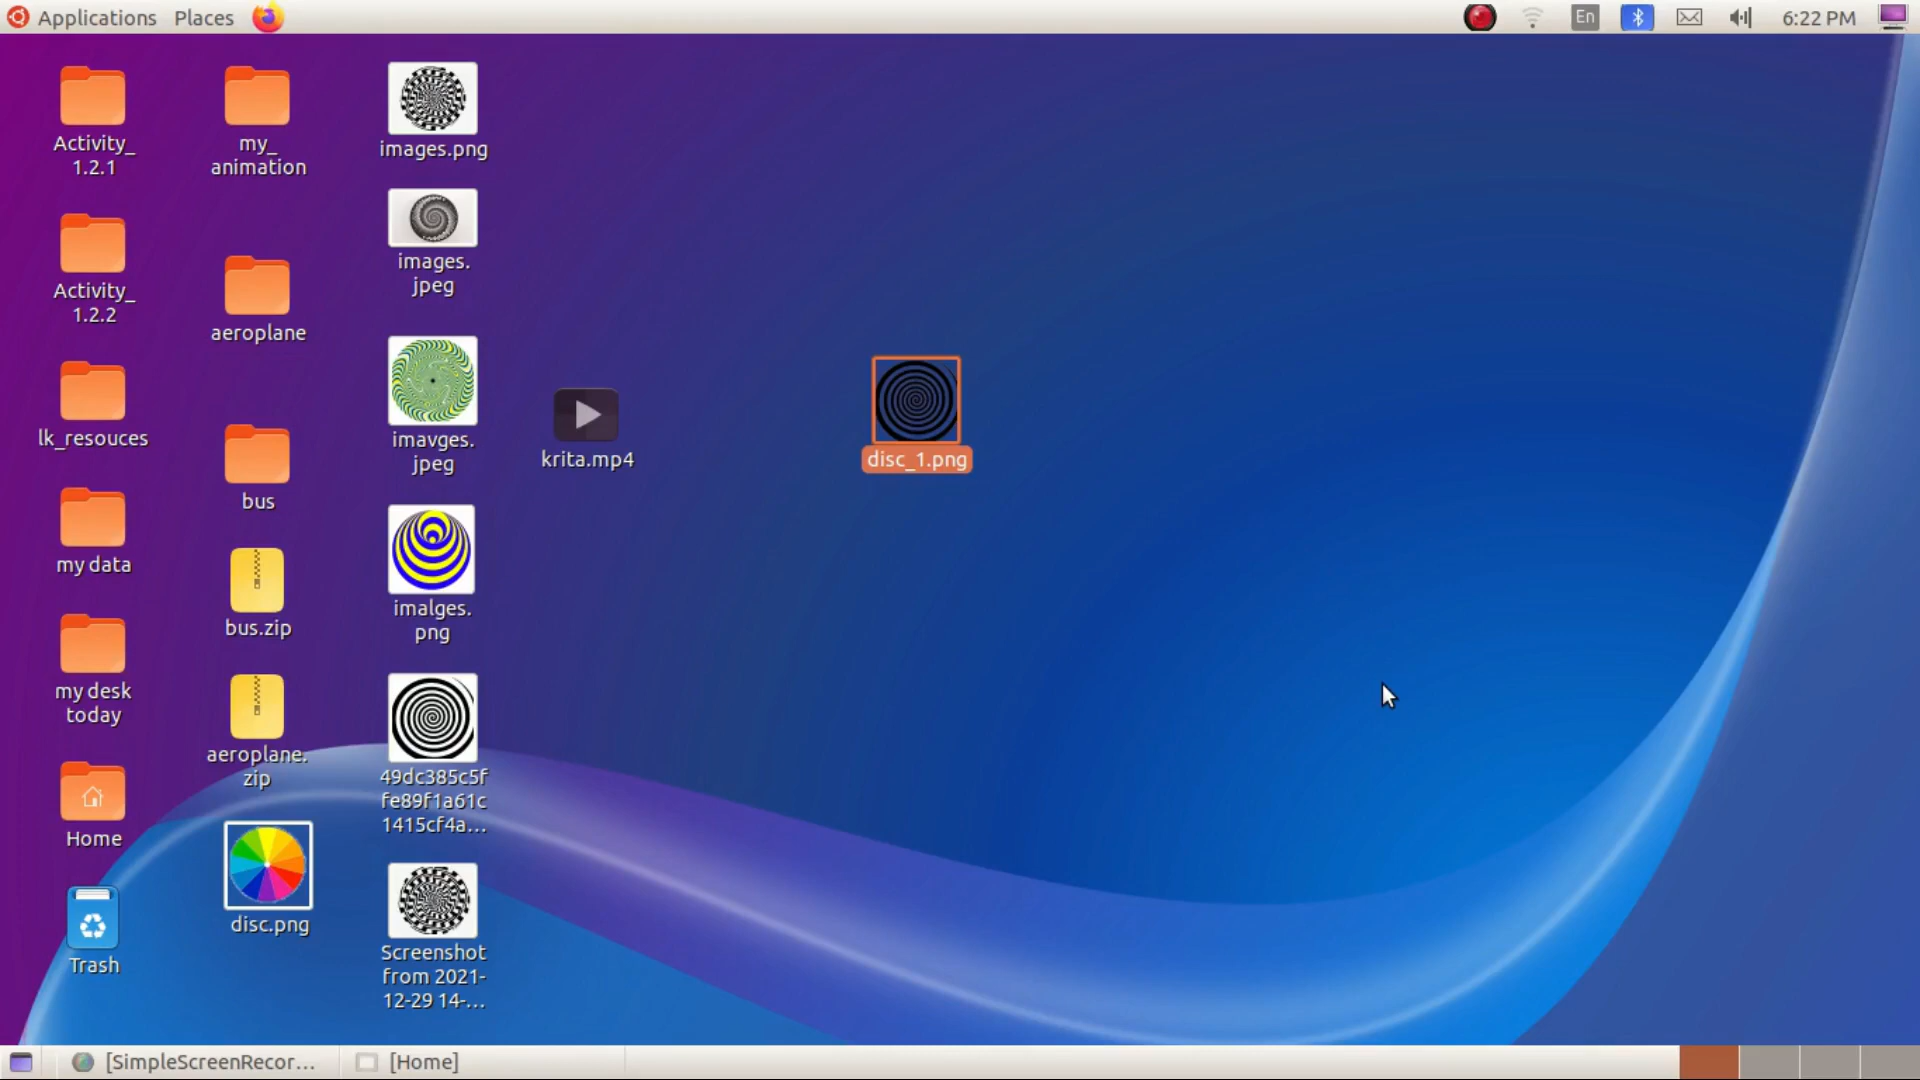 Applications Places
En
6:22 PM
Activity_
1.2.1
Activity_
1.2.2
lk_resouces
my data
my desk
today
Home
Trash
my_
animation
aeroplane
bus
bus.zip
aeroplane.
zip
disc.png
images.png
images.
jpeg
imavges.
jpeg
imalges.
png
49dc385c5f
fe89f1a61c
1415cf4a...
Screenshot
from 2021-
12-29 14-...
krita.mp4
disc_1.png
[SimpleScreenRecor...
[Home]